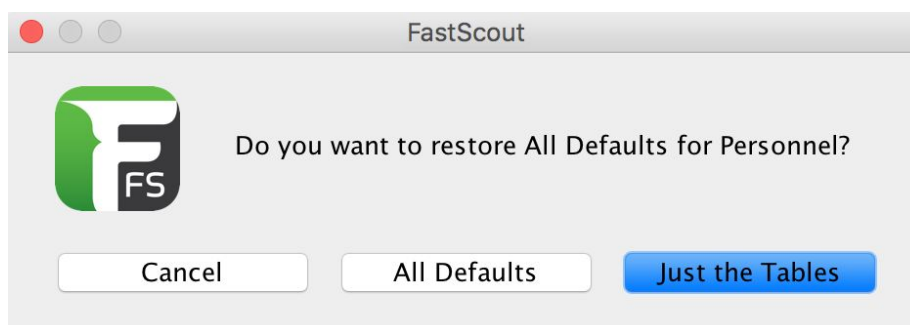 FastScout
Do you want to restore All Defaults for Personnel?
FS
Cancel
All Defaults
Just the Tables